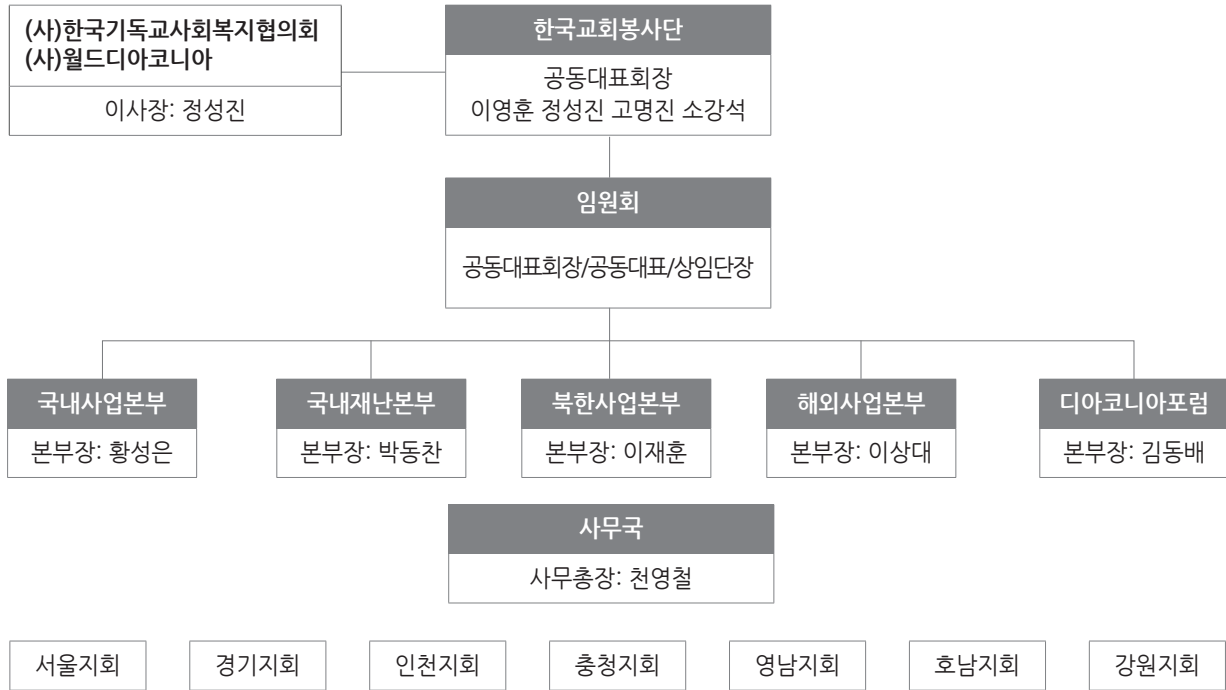 (사)한국기독교사회복지협의회
(사)월드디아코니아
이사장: 정성진
한국교회봉사단
공동대표회장
이영훈 정성진 고명진 소강석
임원회
공동대표회장/공동대표/상임단장
국내사업본부
본부장: 황성은
국내재난본부
본부장: 박동찬
북한사업본부
본부장: 이재훈
해외사업본부
본부장: 이상대
디아코니아포럼
본부장: 김동배
사무국
사무총장: 천영철
서울지회
경기지회
인천지회
충청지회
영남지회
호남지회
강원지회